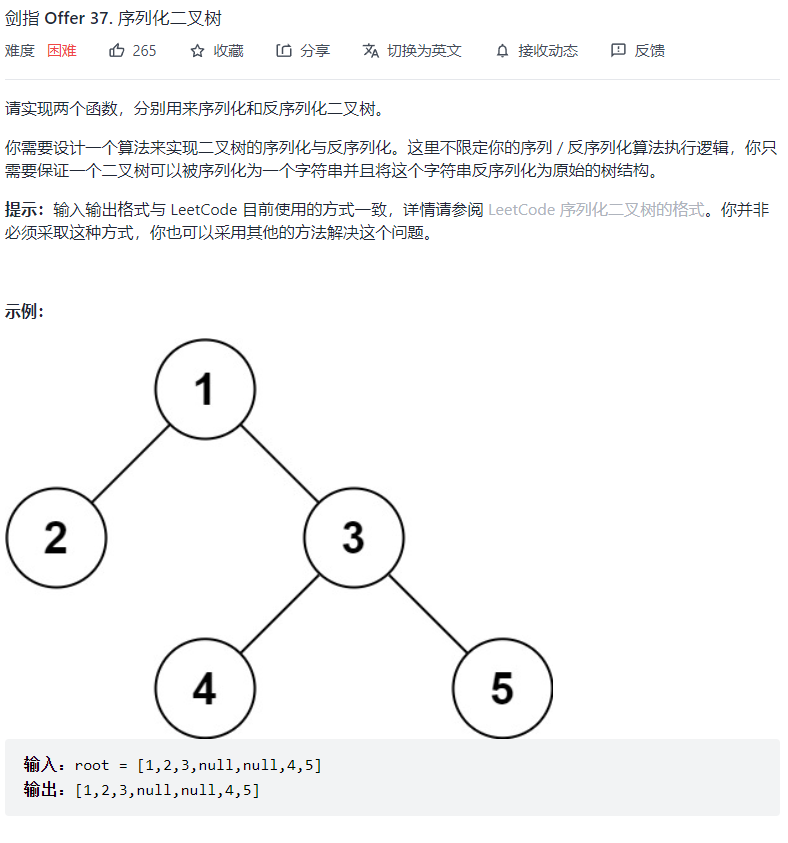 剑指 Offer 37. 序列化二叉树
难度 困难 265 收藏 分享 切换为英文 接收动态 反馈
请实现两个函数，分别用来序列化和反序列化二叉树。
你需要设计一个算法来实现二叉树的序列化与反序列化。这里不限定你的序列 / 反序列化算法执行逻辑，你只
需要保证一个二叉树可以被序列化为一个字符串并且将这个字符串反序列化为原始的树结构。
提示：输入输出格式与 LeetCode 目前使用的方式一致，详情请参阅 LeetCode 序列化二叉树的格式。你并非
必须采取这种方式，你也可以采用其他的方法解决这个问题。
示例：
1
2 3
4 5
输入：root = [1,2,3,null,null,4,5]
输出：[1,2,3,null,null,4,5]